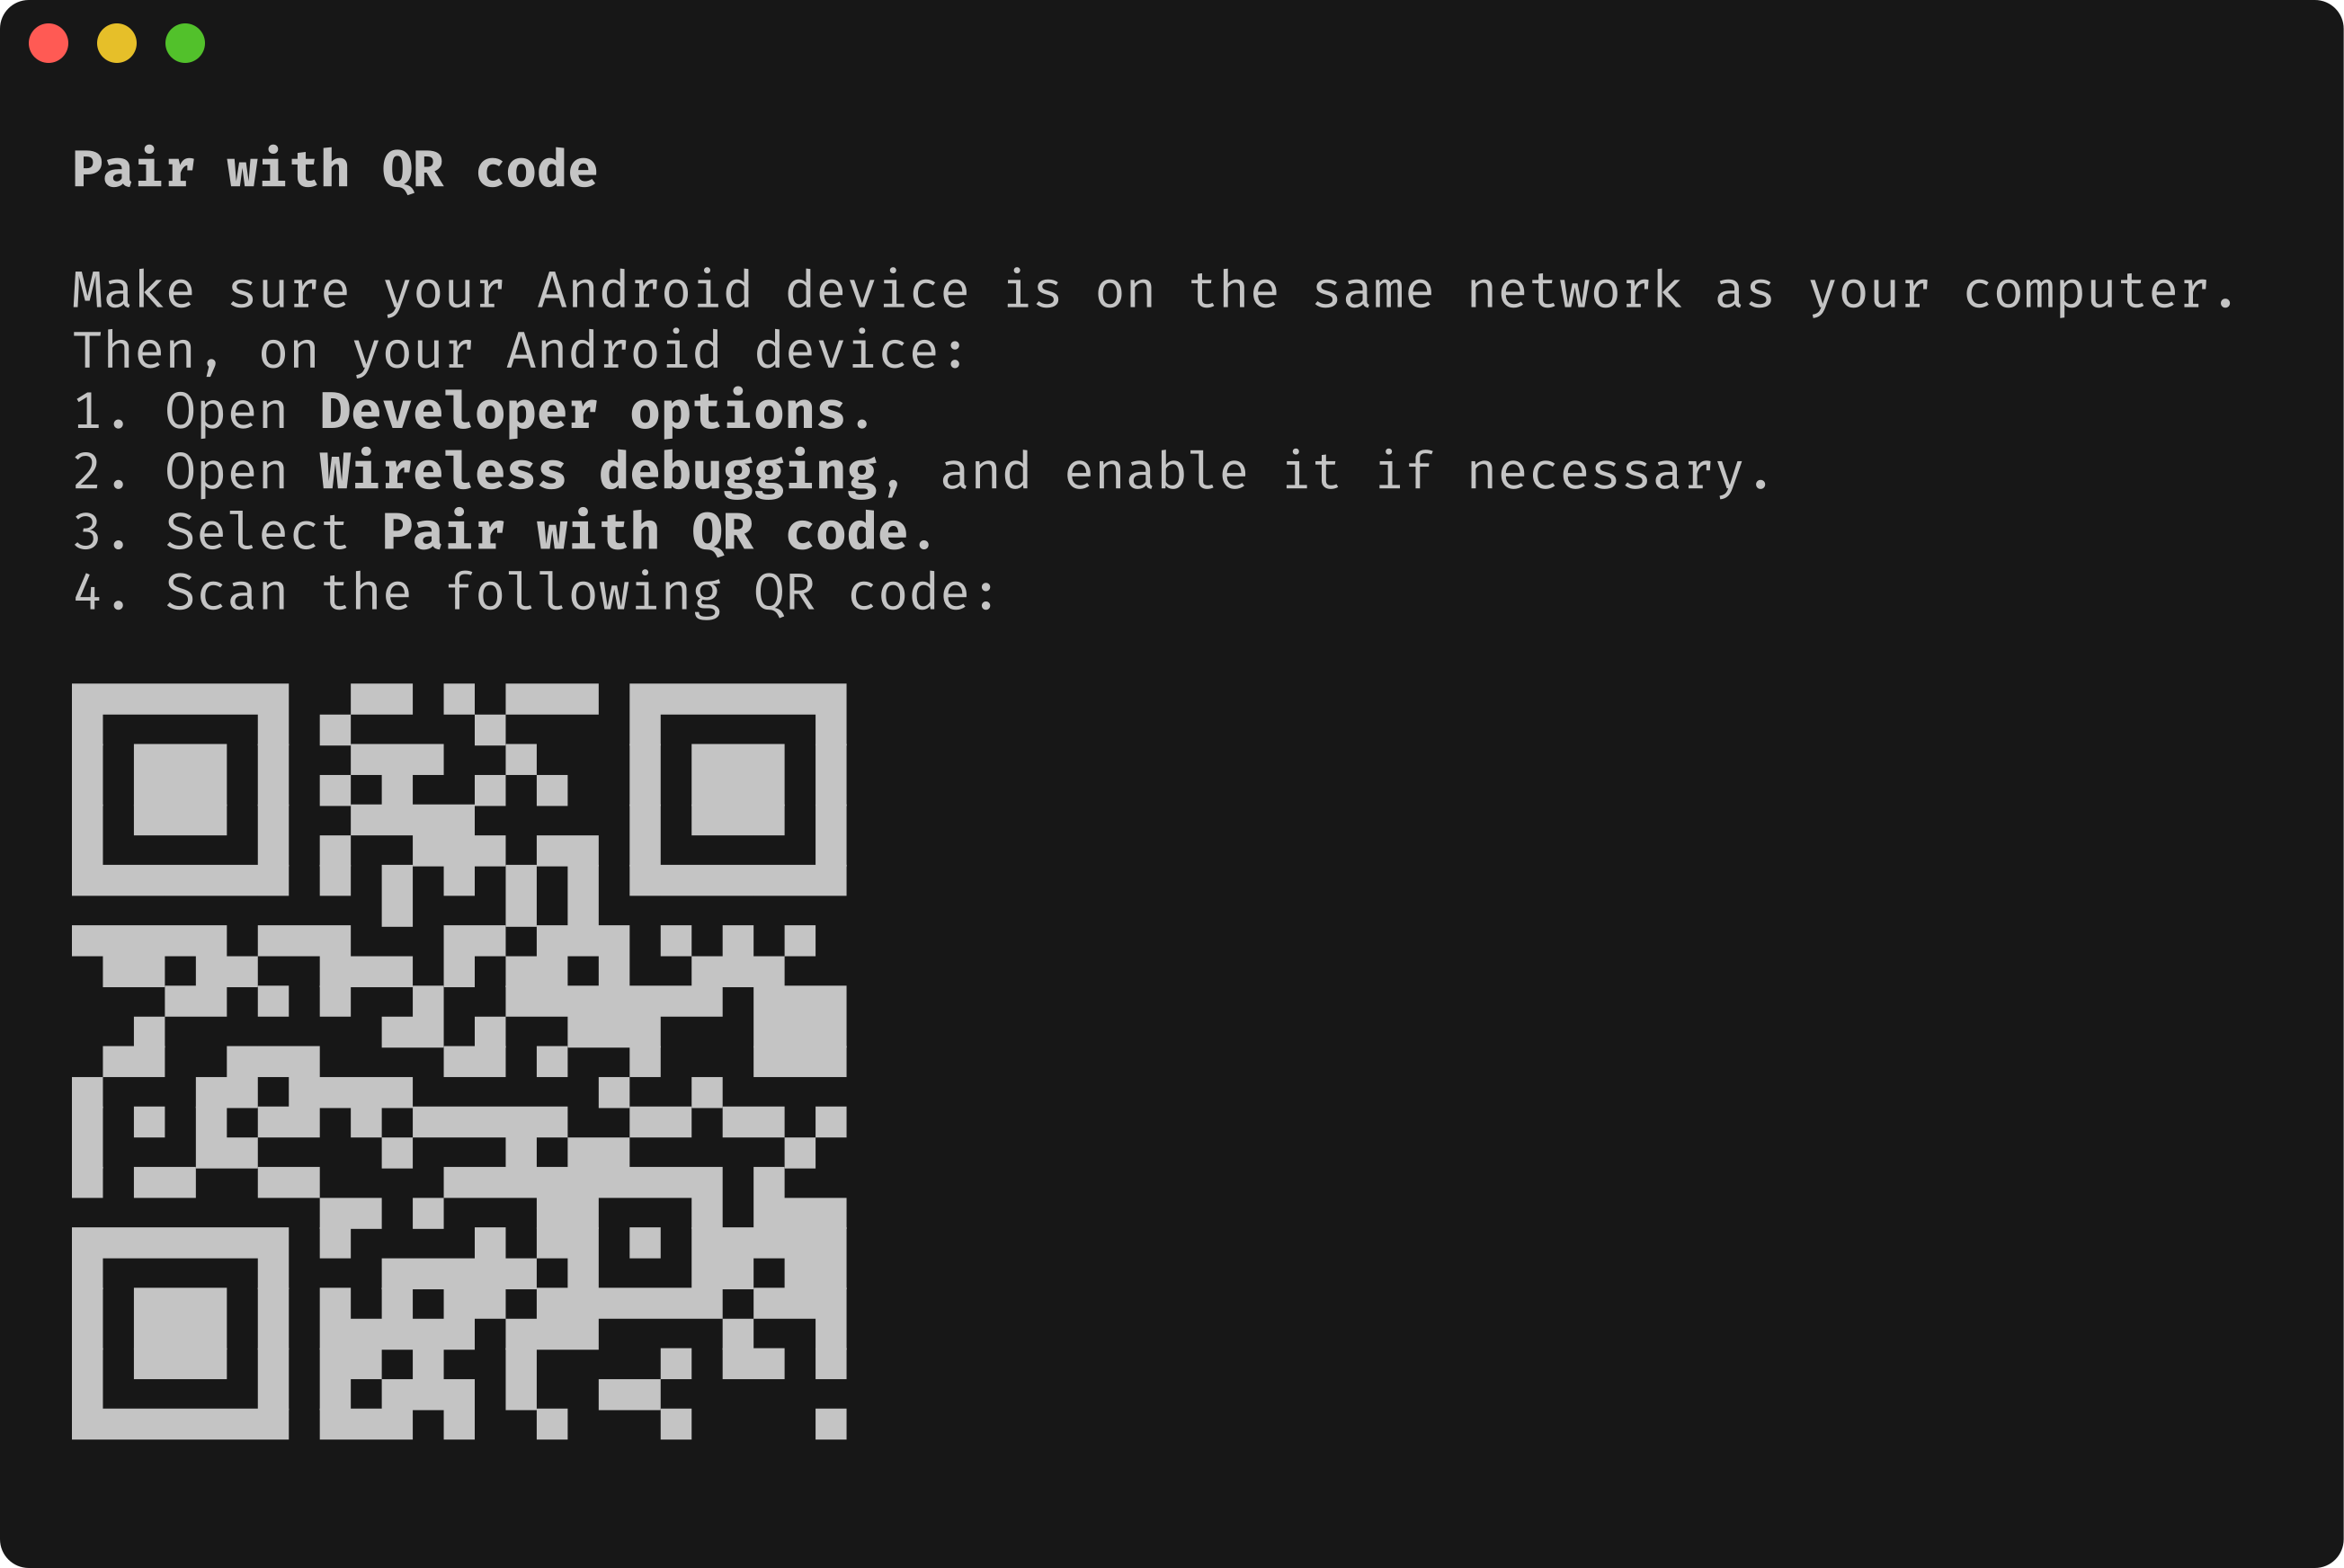 Pair with QR code
Make sure your Android device is on the same network as your computer.
Then, on your Android device:
1. Open Developer options.
2. Open Wireless debugging, and enable it if necessary.
3. Select Pair with QR code.
4. Scan the following QR code: